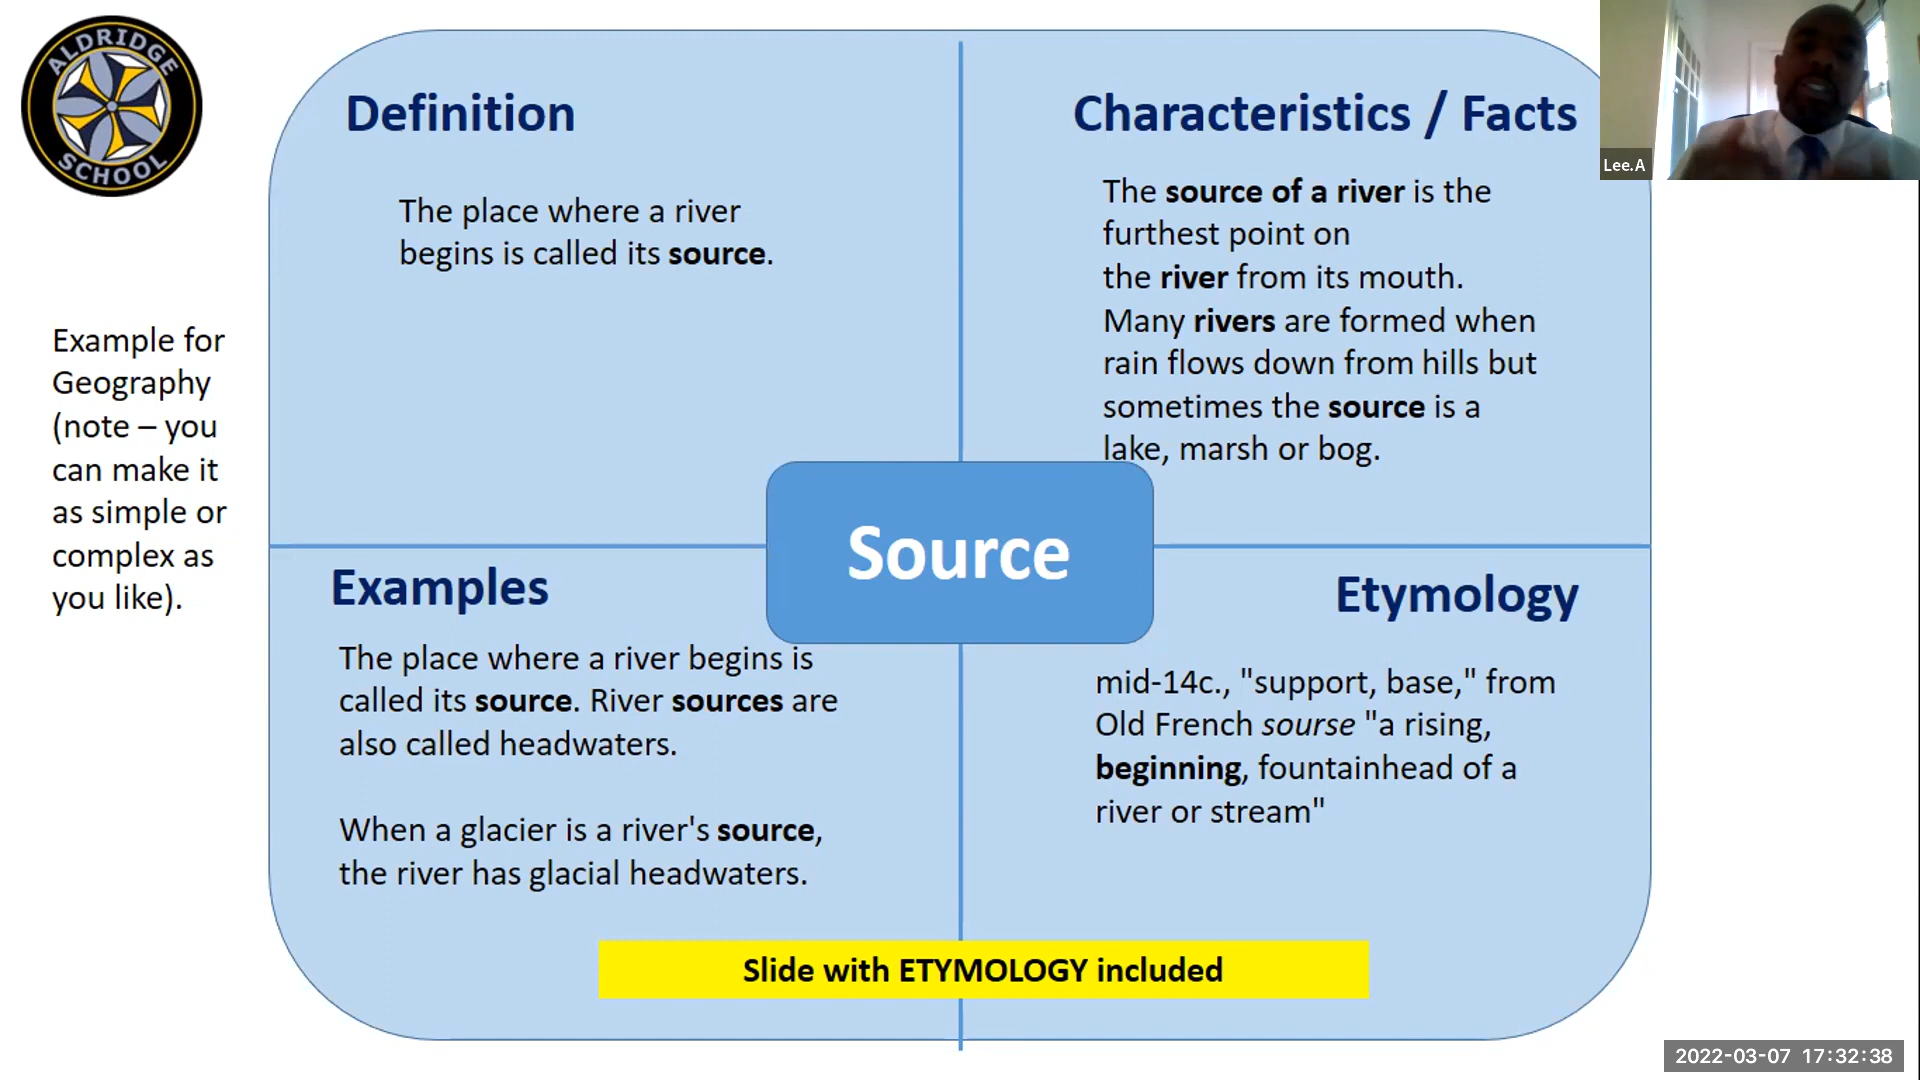 ALDRIDGE
SCHOOL
Example for
Geography
(note – you
can make it
as simple or
complex as
you like).
Definition
The place where a river
begins is called its source.
Characteristics / Facts
The source of a river is the
furthest point on
the river from its mouth.
Many rivers are formed when
rain flows down from hills but
sometimes the source is a
lake, marsh or bog.
Source
Examples
The place where a river begins is
called its source. River sources are
also called headwaters.
When a glacier is a river's source,
the river has glacial headwaters.
Etymology
mid-14c., "support, base," from
Old French sourse "a rising,
beginning, fountainhead of a
river or stream"
Slide with ETYMOLOGY included
Lee.A
2022-03-07 17:32:38